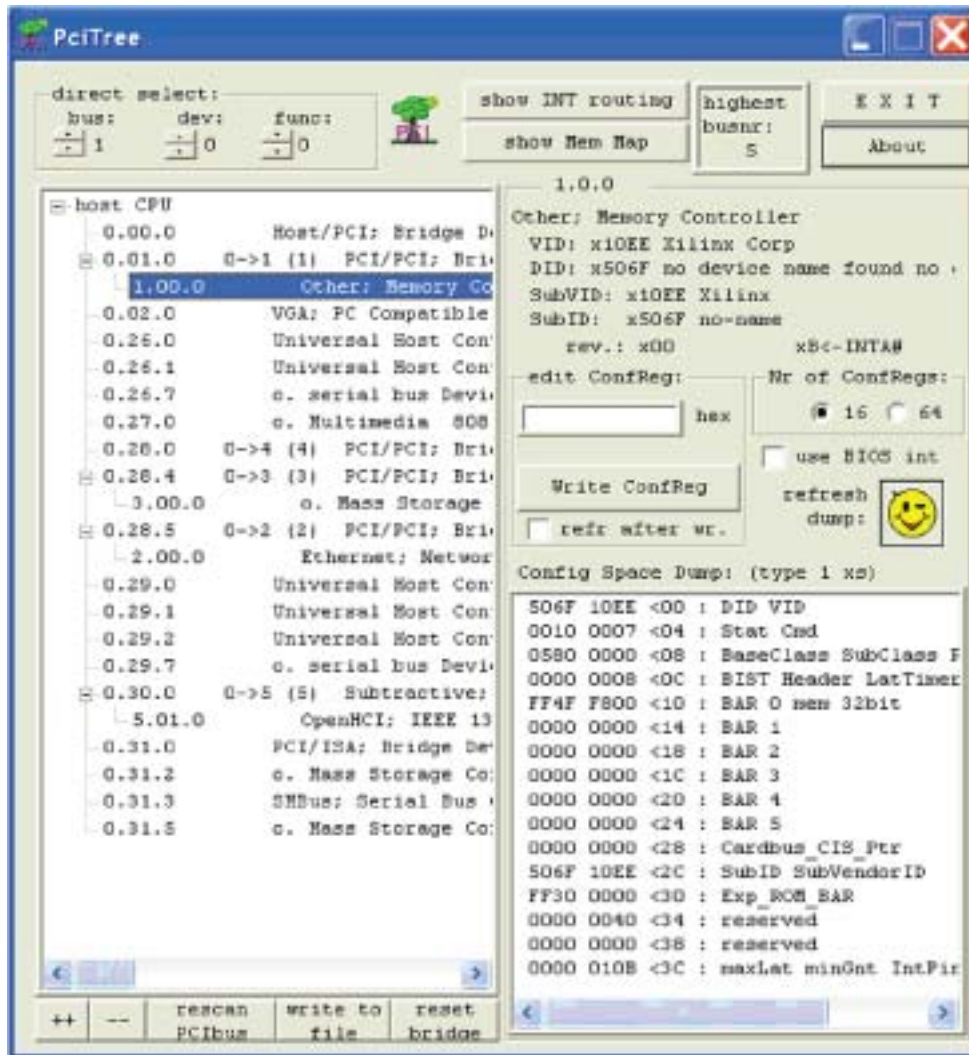 PciTree
direct select:
bus: dev: func:
1 0 0
PCI
show INT routing
show Mem Map
highest
busnr:
5
E X I T
About
host CPU
0.00.0 Host/PCI; Bridge D
0.01.0 0->1 (1) PCI/PCI; Bri
1.00.0 Other; Memory Co
0.02.0 VGA; PC Compatible
0.26.0 Universal Host Con
0.26.1 Universal Host Con
0.26.7 o. serial bus Devi
0.27.0 o. Multimedia 808
0.28.0 0->4 (4) PCI/PCI; Bri
0.28.4 0->3 (3) PCI/PCI; Bri
3.00.0 o. Mass Storage
0.28.5 0->2 (2) PCI/PCI; Bri
2.00.0 Ethernet; Networ
0.29.0 Universal Host Con
0.29.1 Universal Host Con
0.29.2 Universal Host Con
0.29.7 o. serial bus Devi
0.30.0 0->5 (5) Subtractive;
5.01.0 OpenHCI; IEEE 13
0.31.0 PCI/ISA; Bridge De
0.31.2 o. Mass Storage Co
0.31.3 SMBus; Serial Bus
0.31.5 o. Mass Storage Co
++ -- rescan PCIbus write to file reset bridge
1.0.0
Other; Memory Controller
VID: x10EE Xilinx Corp
DID: x506F no device name found no
SubVID: x10EE Xilinx
SubID: x506F no-name
rev.: x00 xB<-INTA#
edit ConfReg:
hex
Nr of ConfRegs:
16 64
use BIOS int
Write ConfReg
refr after wr.
refresh
dump:
Config Space Dump: (type 1 xs)
506F 10EE <00 : DID VID
0010 0007 <04 : Stat Cmd
0580 0000 <08 : BaseClass SubClass
0000 0008 <0C : BIST Header LatTimer
FF4F F800 <10 : BAR 0 mem 32bit
0000 0000 <14 : BAR 1
0000 0000 <18 : BAR 2
0000 0000 <1C : BAR 3
0000 0000 <20 : BAR 4
0000 0000 <24 : BAR 5
0000 0000 <28 : Cardbus_CIS_Ptr
506F 10EE <2C : SubID SubVendorID
FF30 0000 <30 : Exp_ROM_BAR
0000 0040 <34 : reserved
0000 0000 <38 : reserved
0000 010B <3C : maxLat minGnt IntPin